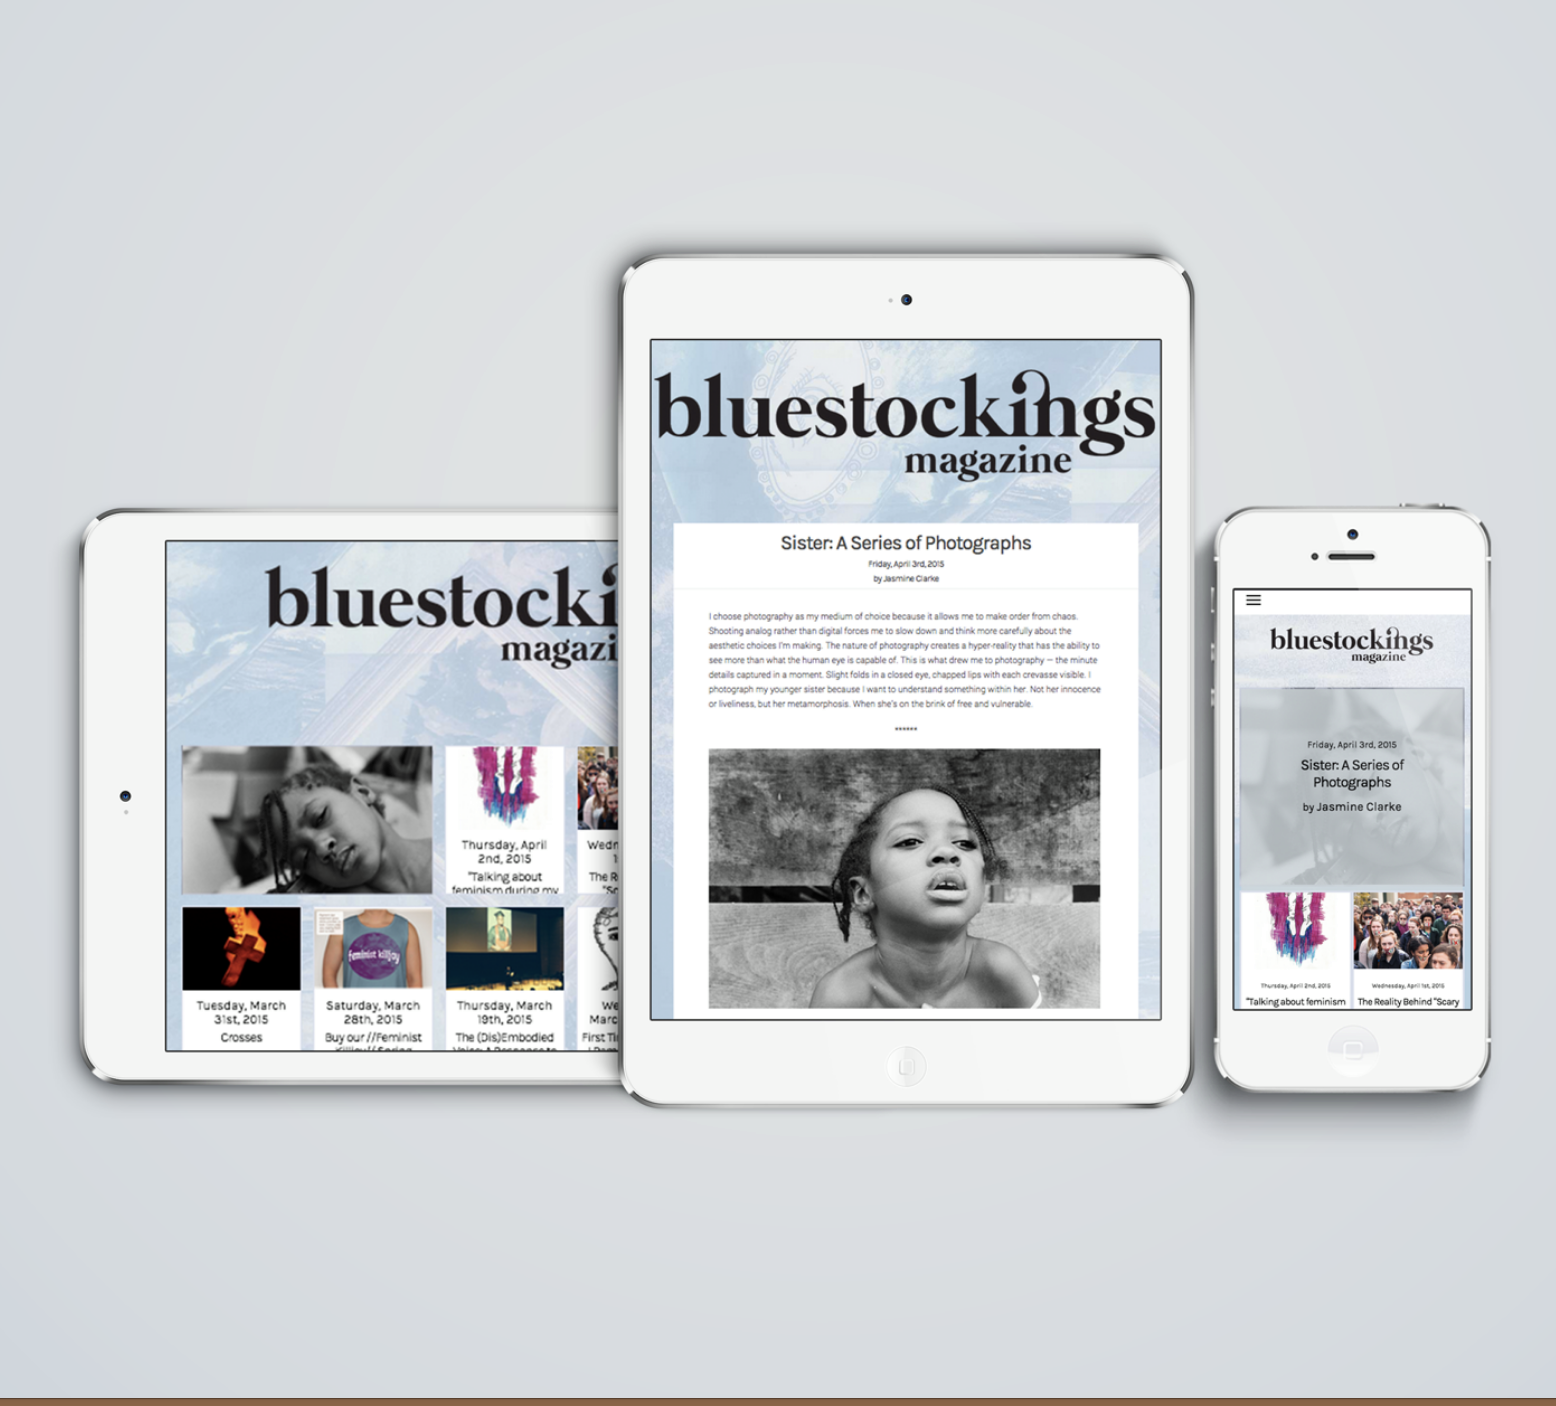 bluestocki
magazi
Thursday, April
2nd, 2015
"Talking about
feminism during my
Wedn
1
The R
"Sc
feminist killjoy
Tuesday, March
31st, 2015
Crosses
Saturday, March
28th, 2015
Buy our //Feminist
Killjoy// Spring
Thursday, March
19th, 2015
The (Dis)Embodied
Voice: A Response to
We
Marc
First Ti
bluestockings
magazine
Sister: A Series of Photographs
Friday, April 3rd, 2015
by Jasmine Clarke
I choose photography as my medium of choice because it allows me to make order from chaos.
Shooting analog rather than digital forces me to slow down and think more carefully about the
aesthetic choices I'm making. The nature of photography creates a hyper-reality that has the ability to
see more than what the human eye is capable of. This is what drew me to photography — the minute
details captured in a moment. Slight folds in a closed eye, chapped lips with each crevasse visible. I
photograph my younger sister because I want to understand something within her. Not her innocence
or liveliness, but her metamorphosis. When she's on the brink of free and vulnerable.
******
bluestockings
magazine
Friday, April 3rd, 2015
Sister: A Series of
Photographs
by Jasmine Clarke
Thursday, April 2nd, 2015
"Talking about feminism
Wednesday, April 1st, 2015
The Reality Behind "Scary